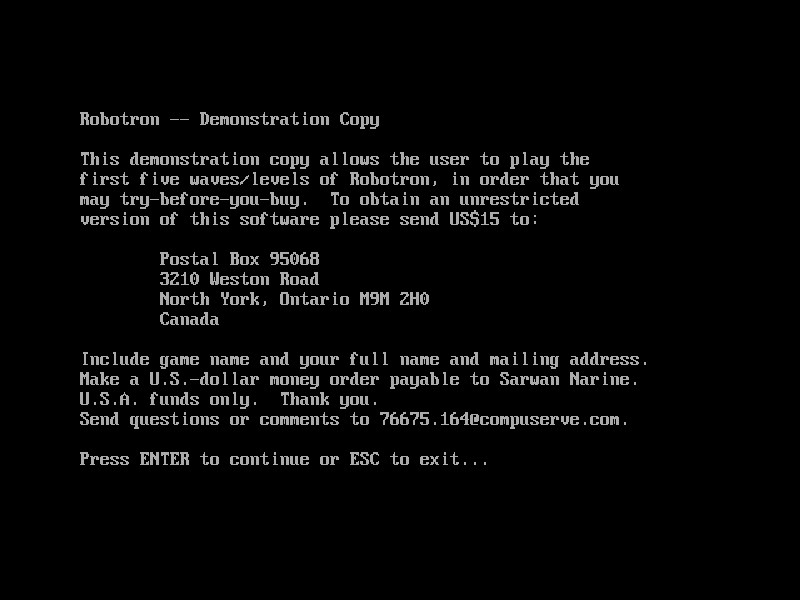 Robotron -- Demonstration Copy
This demonstration copy allows the user to play the
first five waves/levels of Robotron, in order that you
may try-before-you-buy.  To obtain an unrestricted
version of this software please send US$15 to:
Postal Box 95068
3210 Weston Road
North York, Ontario M9M 2H0
Canada
Include game name and your full name and mailing address.
Make a U.S.-dollar money order payable to Sarwan Narine.
U.S.A. funds only.  Thank you.
Send questions or comments to 76675.164@compuserve.com.
Press ENTER to continue or ESC to exit...